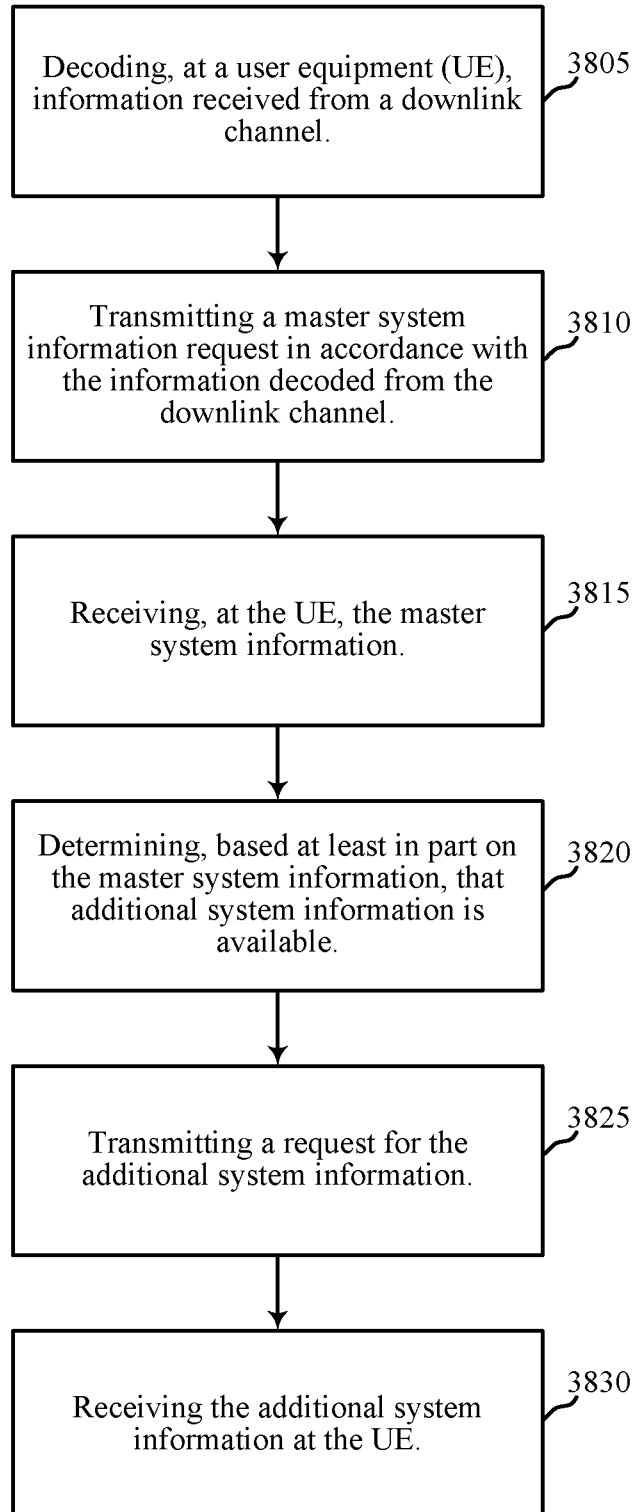 Decoding, at a user equipment (UE),
information received from a downlink
channel.
3805
Transmitting a master system
information request in accordance with
the information decoded from the
downlink channel.
3810
Receiving, at the UE, the master
system information.
3815
Determining, based at least in part on
the master system information, that
additional system information is
available.
3820
Transmitting a request for the
additional system information.
3825
Receiving the additional system
information at the UE.
3830